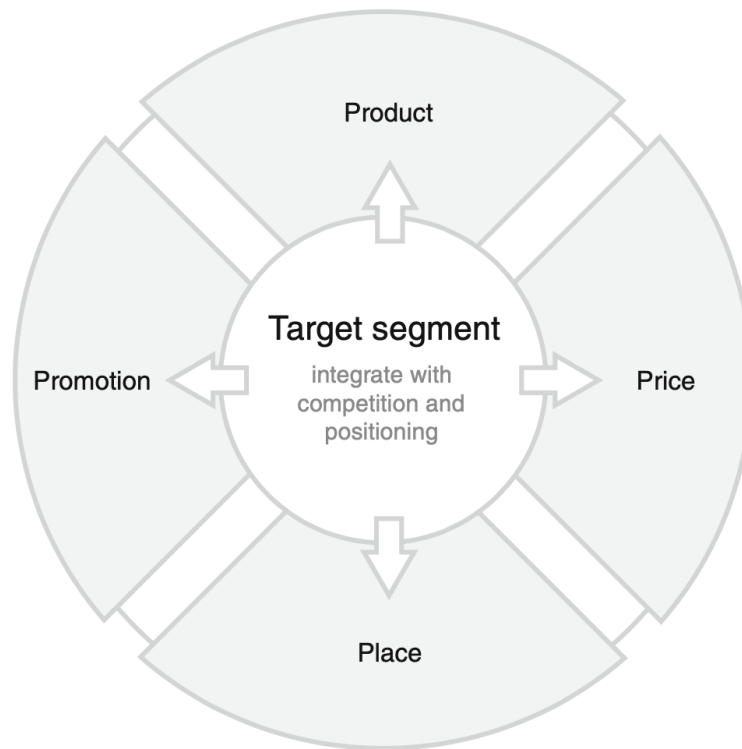 Product
Target segment
integrate with
competition and
positioning
Promotion
Price
Place